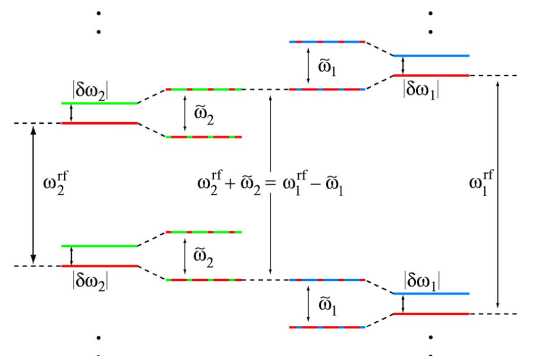 ω̃₁
|δω₂|
|δω₁|
ω̃₂
ω₂ʳᶠ
ω₂ʳᶠ + ω̃₂ = ω₁ʳᶠ − ω̃₁
ω₁ʳᶠ
ω̃₂
|δω₂|
|δω₁|
ω̃₁